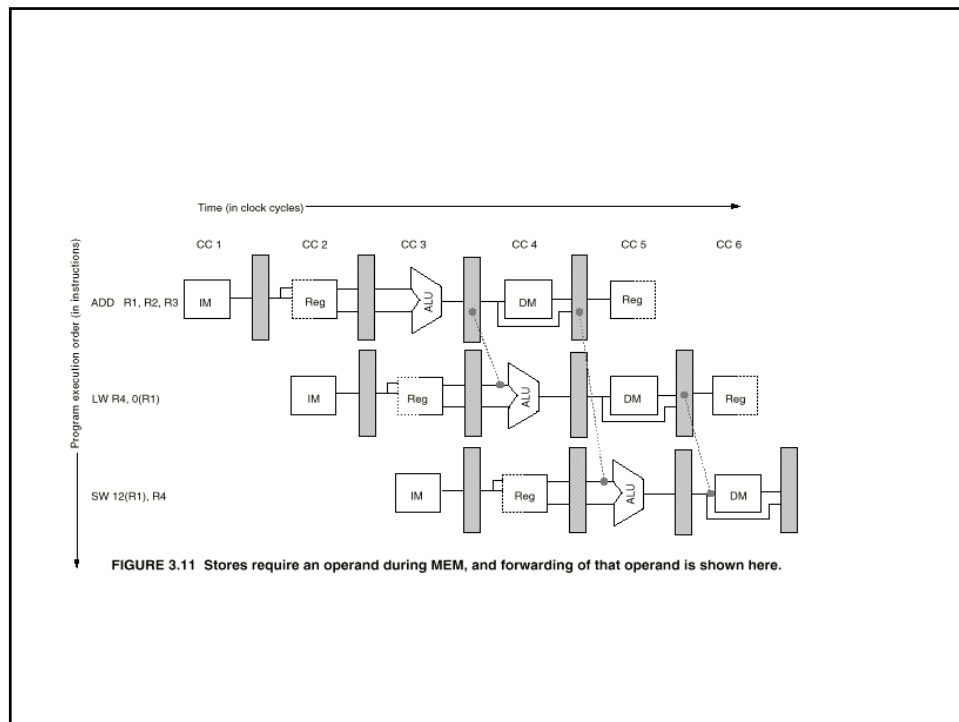 Time (in clock cycles)
CC 1 CC 2 CC 3 CC 4 CC 5 CC 6
Program execution order (in instructions)
ADD R1, R2, R3 IM Reg ALU DM Reg
LW R4, 0(R1) IM Reg ALU DM Reg
SW 12(R1), R4 IM Reg ALU DM
FIGURE 3.11 Stores require an operand during MEM, and forwarding of that operand is shown here.